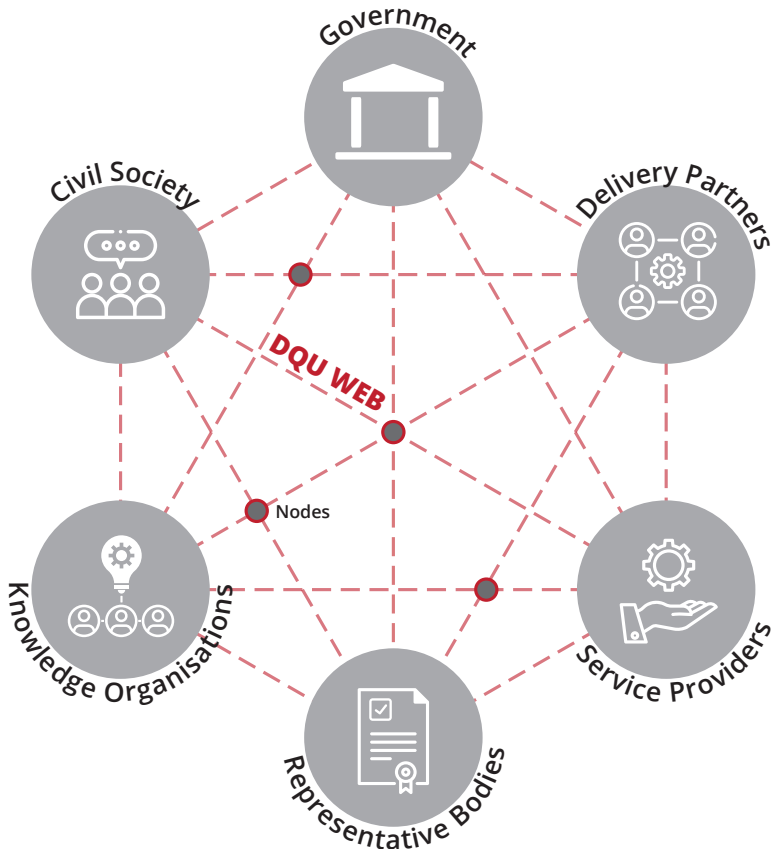 Government
Civil Society
Delivery Partners
DQU WEB
Nodes
Knowledge Organisations
Service Providers
Representative Bodies